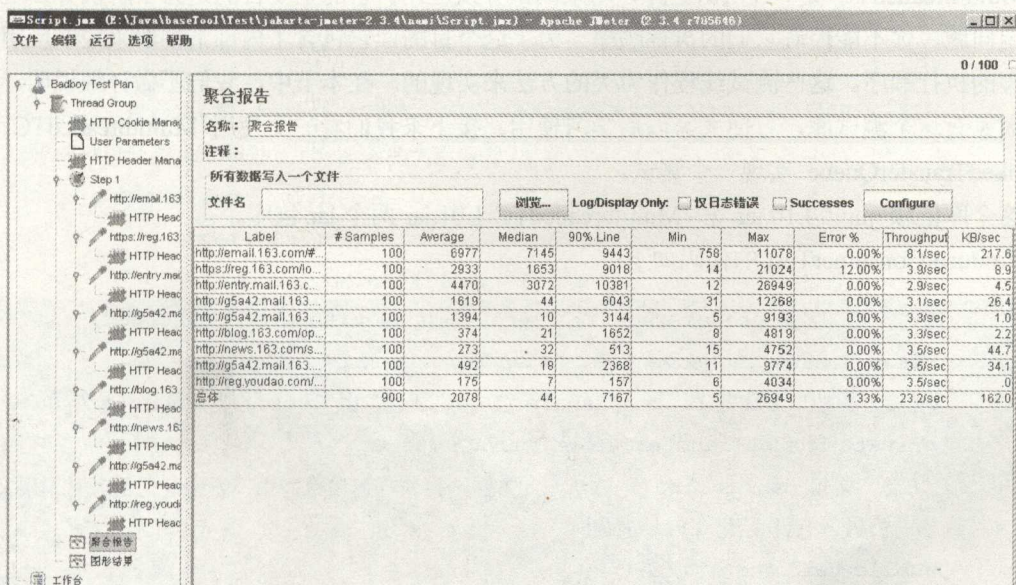 Script.jmx (E:\Java\baseTool\Test\jakarta-jmeter-2.3.4\nami\Script.jmx) - Apache JMeter (2.3.4 r785646)
文件 编辑 运行 选项 帮助
0 / 100
Badboy Test Plan
Thread Group
HTTP Cookie Manag
User Parameters
HTTP Header Mana
Step 1
http://email.163
HTTP Head
https://reg.163
HTTP Head
http://entry.mai
HTTP Head
http://g5a42.ma
HTTP Head
http://g5a42.ma
HTTP Head
http://blog.163
HTTP Head
http://news.16
HTTP Head
http://g5a42.ma
HTTP Head
http://reg.youd
HTTP Head
聚合报告
图形结果
工作台
聚合报告
名称： 聚合报告
注释：
所有数据写入一个文件
文件名 浏览... Log/Display Only: 仅日志错误 Successes Configure
Label # Samples Average Median 90% Line Min Max Error % Throughput KB/sec
http://email.163.com/#... 100 6977 7145 9443 758 11078 0.00% 8.1/sec 217.6
https://reg.163.com/lo... 100 2933 1653 9018 14 21024 12.00% 3.9/sec 8.9
http://entry.mail.163.c... 100 4470 3072 10381 12 26949 0.00% 2.9/sec 4.5
http://g5a42.mail.163.... 100 1619 44 6043 31 12268 0.00% 3.1/sec 26.4
http://g5a42.mail.163.... 100 1394 10 3144 5 9193 0.00% 3.3/sec 1.0
http://blog.163.com/op... 100 374 21 1652 8 4819 0.00% 3.3/sec 2.2
http://news.163.com/s... 100 273 32 513 15 4752 0.00% 3.5/sec 44.7
http://g5a42.mail.163.... 100 492 18 2368 11 9774 0.00% 3.5/sec 34.1
http://reg.youdao.com/... 100 175 7 157 6 4034 0.00% 3.5/sec .0
总体 900 2078 44 7167 5 26949 1.33% 23.2/sec 162.0